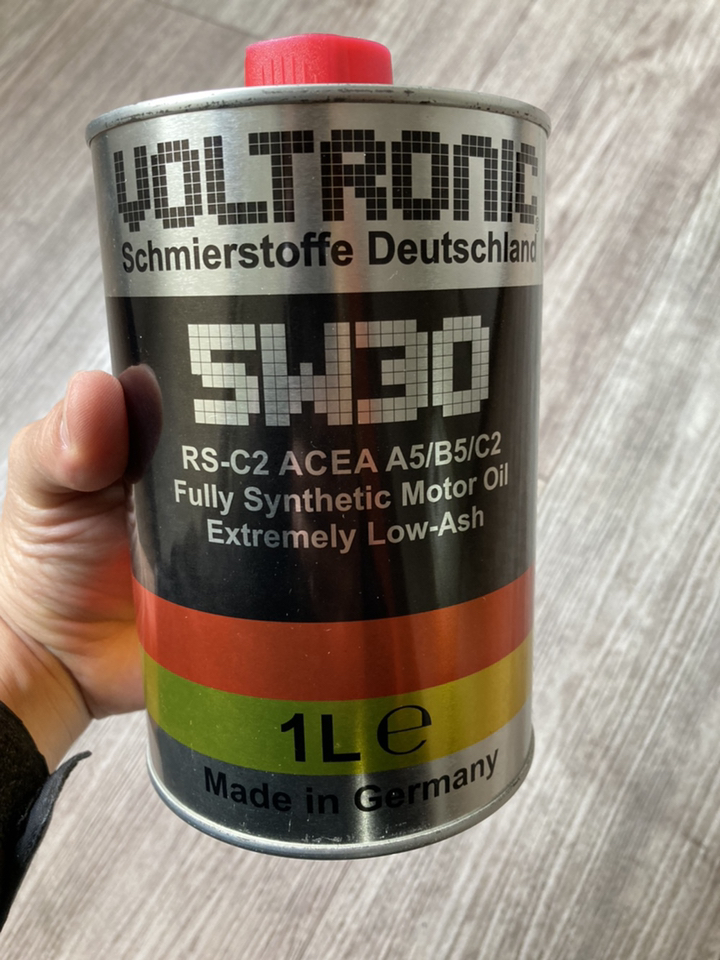 VOLTRONIC
Schmierstoffe Deutschland
5W30
RS-C2 ACEA A5/B5/C2
Fully Synthetic Motor Oil
Extremely Low-Ash
1L ℮
Made in Germany